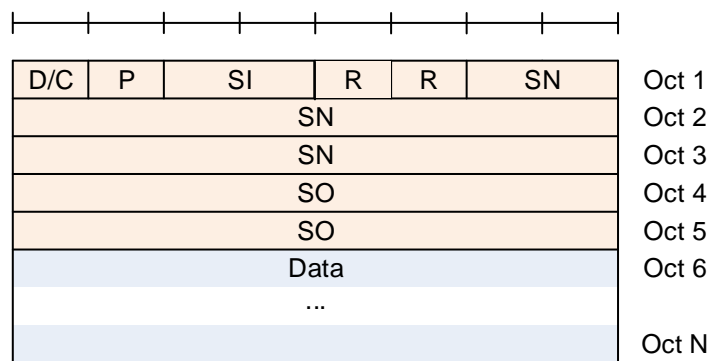 D/C P SI R R SN Oct 1
SN Oct 2
SN Oct 3
SO Oct 4
SO Oct 5
Data Oct 6
...
Oct N